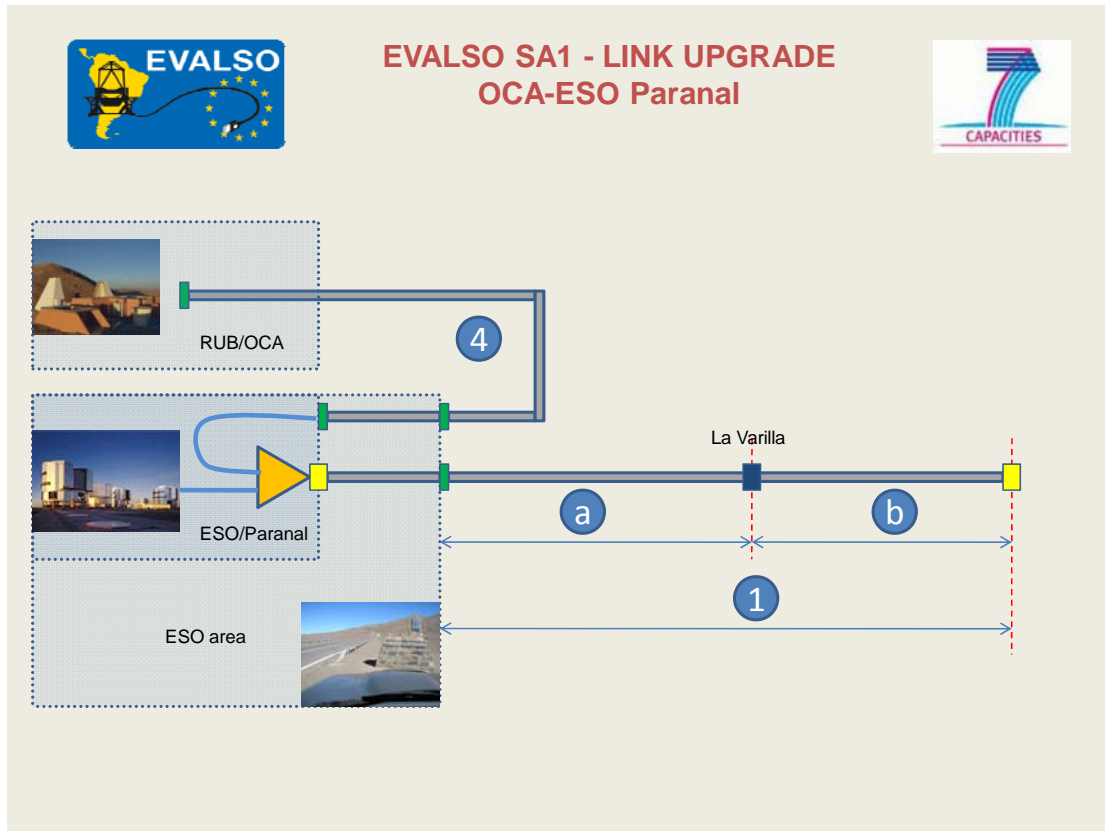 EVALSO
EVALSO SA1 - LINK UPGRADE
OCA-ESO Paranal
7
CAPACITIES
RUB/OCA
4
La Varilla
ESO/Paranal
a
b
1
ESO area